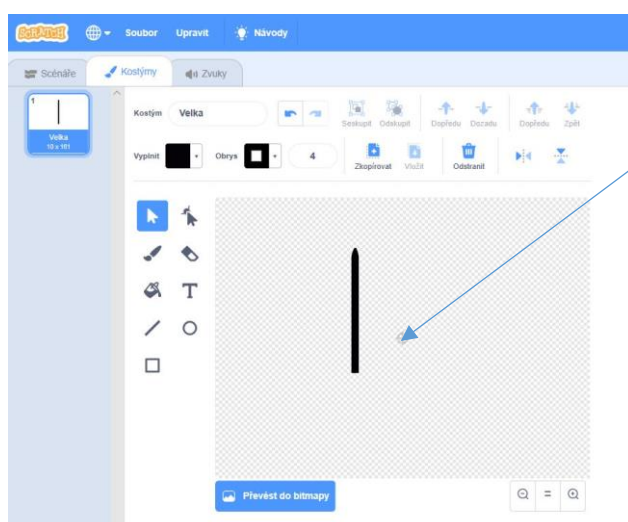 SCRATCH Soubor Upravit Návody
Scénáře Kostýmy Zvuky
1
Velka
10 x 161
Kostým Velka Seskupit Odskupit Dopředu Dozadu Dopředu Zpět
Vyplnit Obrys 4 Zkopírovat Vložit Odstranit
T
Převést do bitmapy =